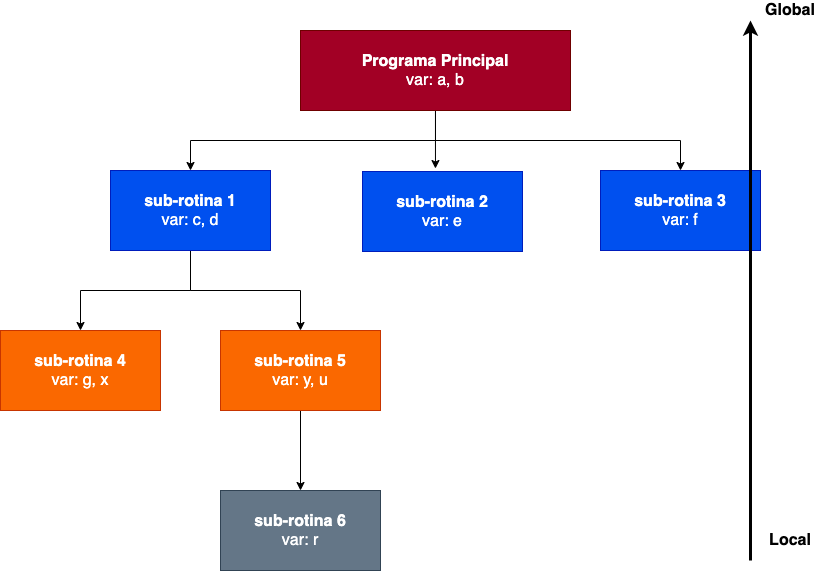 Global
Programa Principal
var: a, b
sub-rotina 1
var: c, d
sub-rotina 2
var: e
sub-rotina 3
var: f
sub-rotina 4
var: g, x
sub-rotina 5
var: y, u
sub-rotina 6
var: r
Local